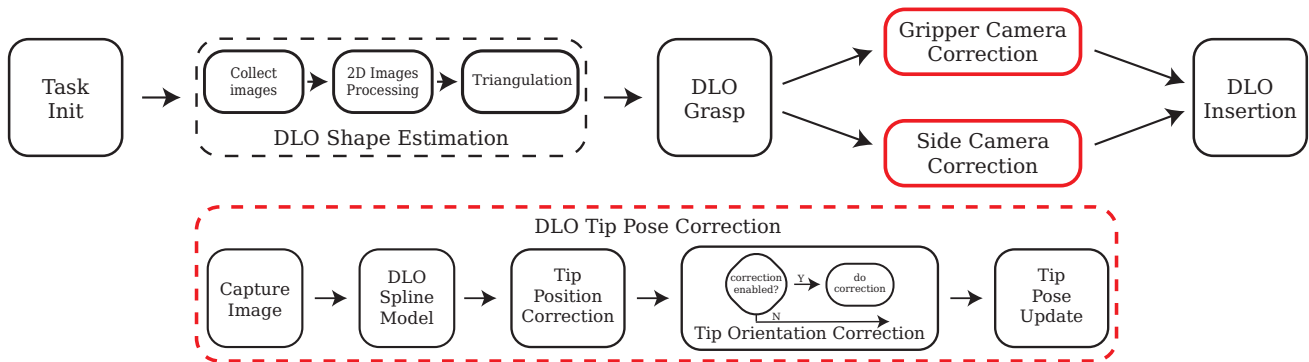 Task
Init
Collect
images
2D Images
Processing
Triangulation
DLO Shape Estimation
DLO
Grasp
Gripper Camera
Correction
Side Camera
Correction
DLO
Insertion
DLO Tip Pose Correction
Capture
Image
DLO
Spline
Model
Tip
Position
Correction
correction
enabled?
Y
do
correction
N
Tip Orientation Correction
Tip
Pose
Update